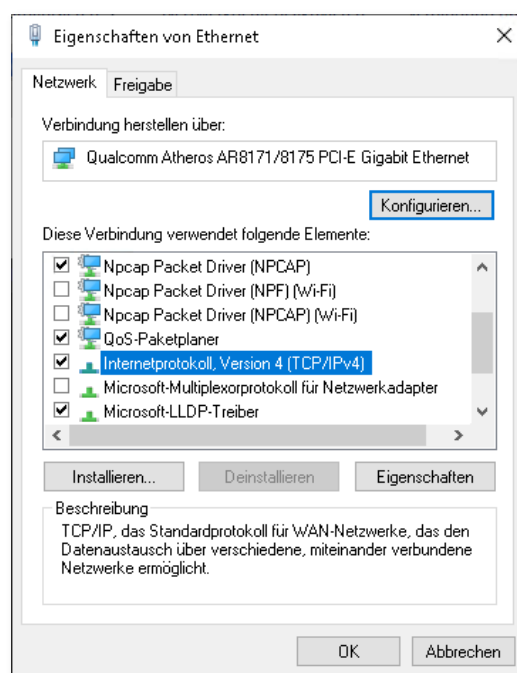 Eigenschaften von Ethernet
Netzwerk
Freigabe
Verbindung herstellen über:
Qualcomm Atheros AR8171/8175 PCI-E Gigabit Ethernet
Konfigurieren...
Diese Verbindung verwendet folgende Elemente:
Npcap Packet Driver (NPCAP)
Npcap Packet Driver (NPF) (Wi-Fi)
Npcap Packet Driver (NPCAP) (Wi-Fi)
QoS-Paketplaner
Internetprotokoll, Version 4 (TCP/IPv4)
Microsoft-Multiplexorprotokoll für Netzwerkadapter
Microsoft-LLDP-Treiber
Installieren...
Deinstallieren
Eigenschaften
Beschreibung
TCP/IP, das Standardprotokoll für WAN-Netzwerke, das den
Datenaustausch über verschiedene, miteinander verbundene
Netzwerke ermöglicht.
OK
Abbrechen